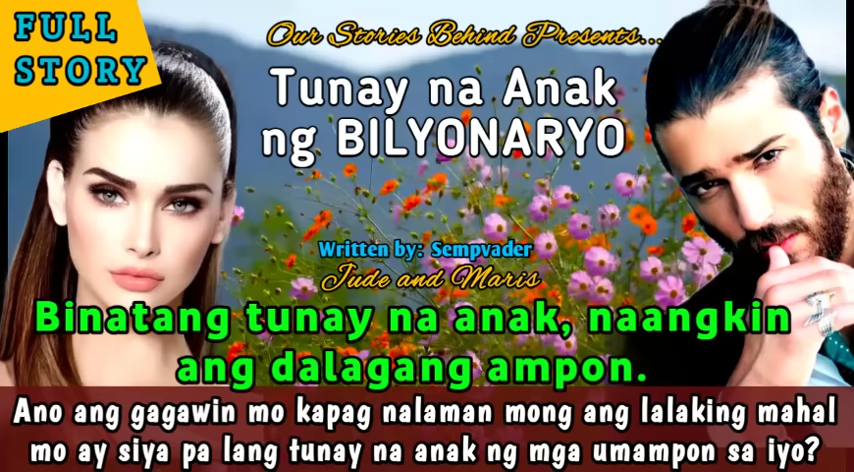 FULL
STORY
Our Stories Behind Presents...
Tunay na Anak
ng BILYONARYO
Written by: Sempvader
Jude and Maris
Binatang tunay na anak, naangkin
ang dalagang ampon.
Ano ang gagawin mo kapag nalaman mong ang lalaking mahal
mo ay siya pa lang tunay na anak ng mga umampon sa iyo?